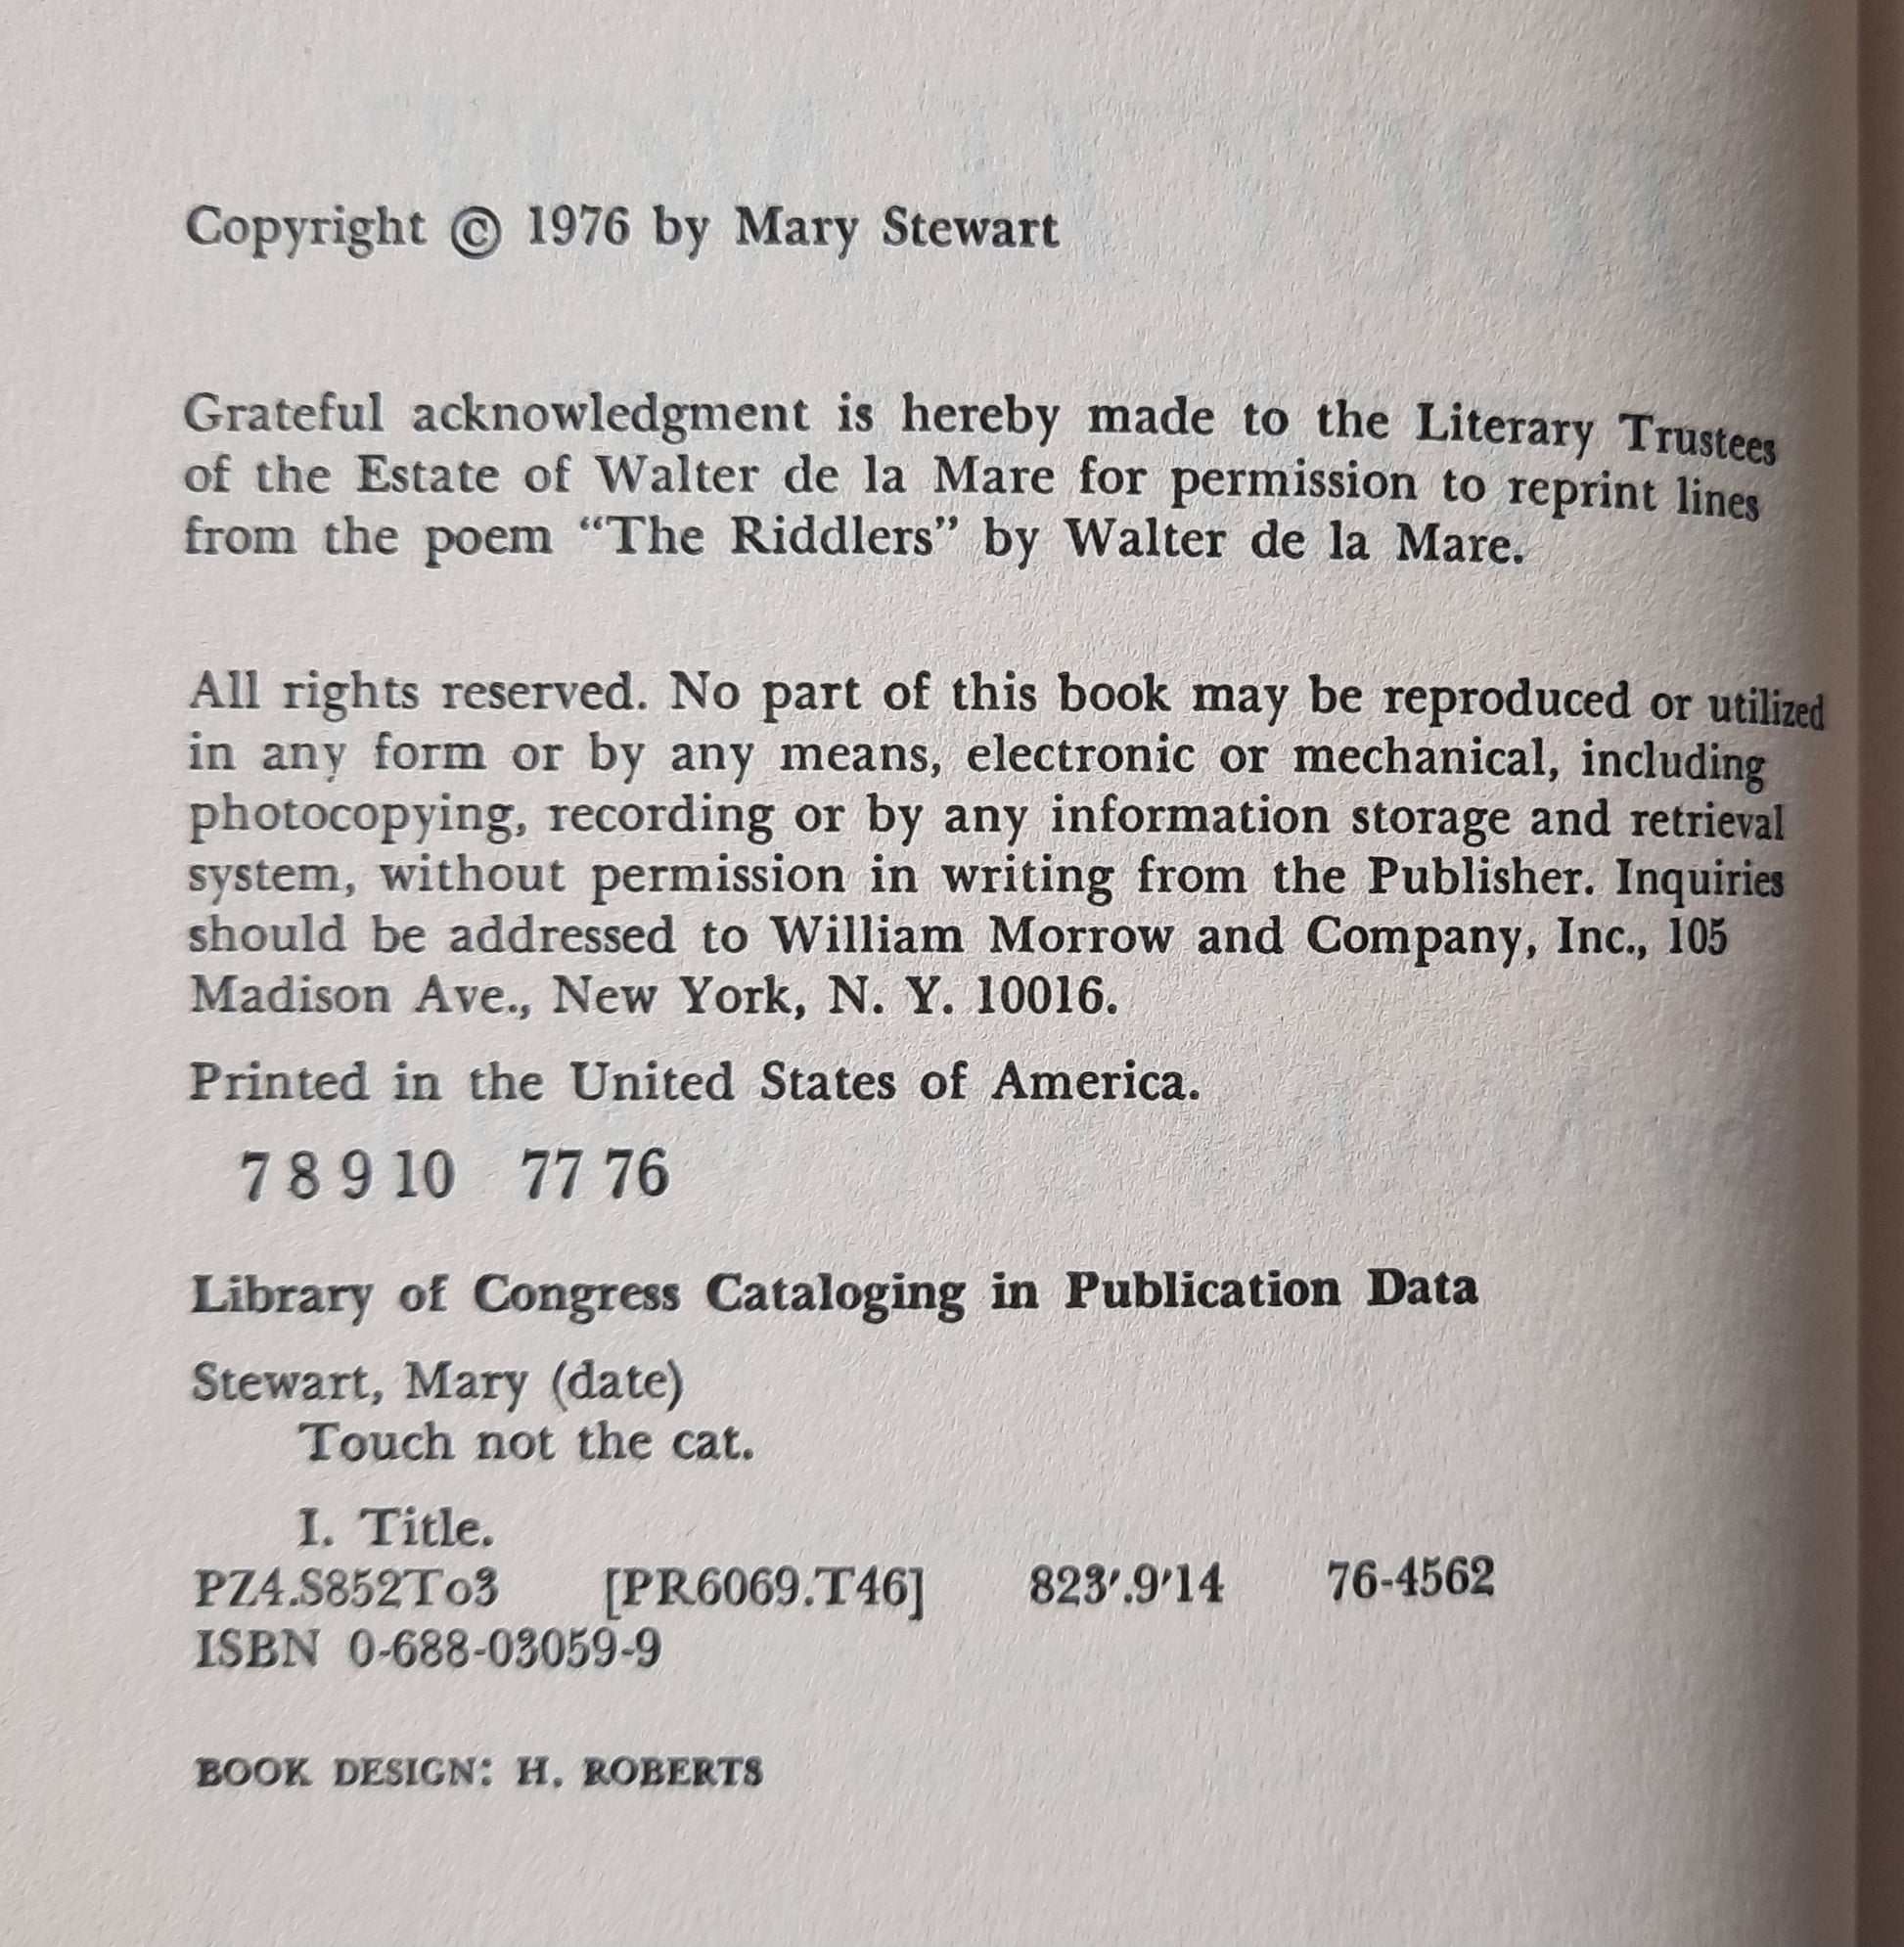 Copyright © 1976 by Mary Stewart
Grateful acknowledgment is hereby made to the Literary Trustees
of the Estate of Walter de la Mare for permission to reprint lines
from the poem “The Riddlers” by Walter de la Mare.
All rights reserved. No part of this book may be reproduced or utilized
in any form or by any means, electronic or mechanical, including
photocopying, recording or by any information storage and retrieval
system, without permission in writing from the Publisher. Inquiries
should be addressed to William Morrow and Company, Inc., 105
Madison Ave., New York, N. Y. 10016.
Printed in the United States of America.
7 8 9 10 77 76
Library of Congress Cataloging in Publication Data
Stewart, Mary (date)
Touch not the cat.
I. Title.
PZ4.S852To3 [PR6069.T46] 823′.9′14 76-4562
ISBN 0-688-03059-9
BOOK DESIGN: H. ROBERTS